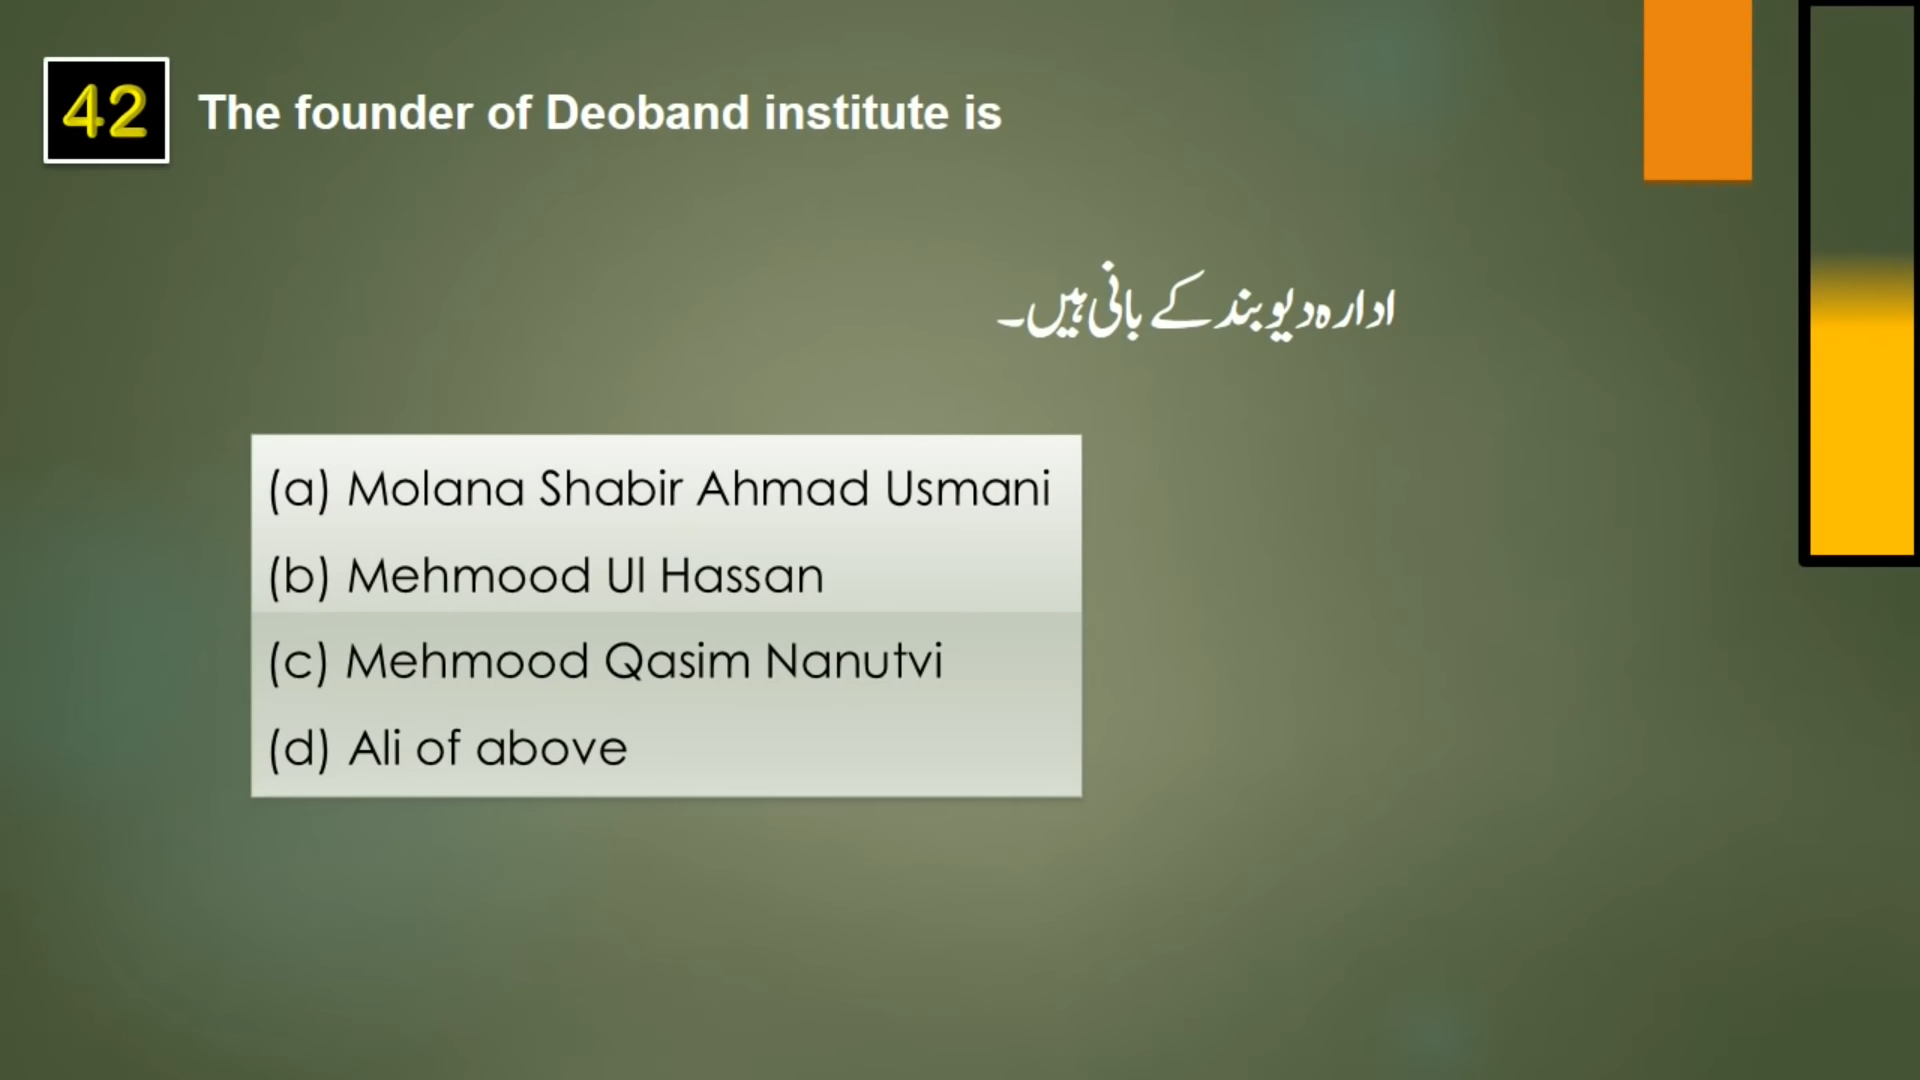 42
The founder of Deoband institute is
ادارہ دیوبند کے بانی ہیں۔
(a) Molana Shabir Ahmad Usmani
(b) Mehmood Ul Hassan
(c) Mehmood Qasim Nanutvi
(d) Ali of above